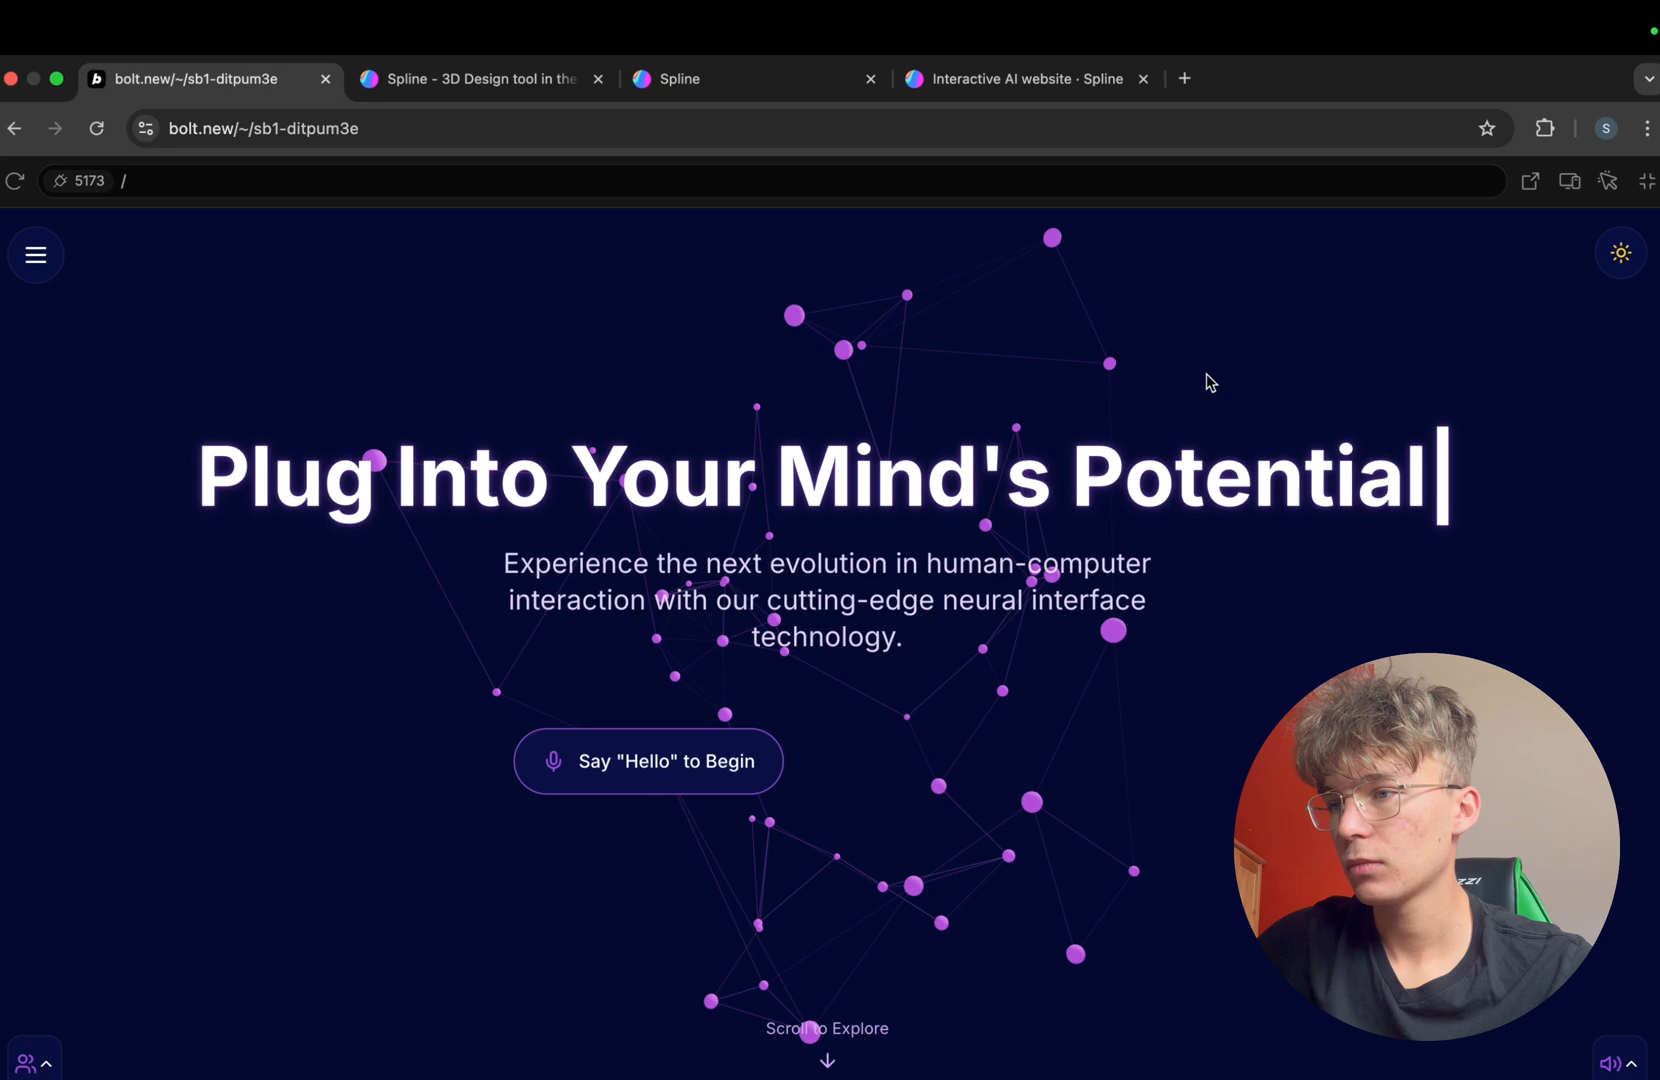 bolt.new/~/sb1-ditpum3e
Spline - 3D Design tool in the
Spline
Interactive AI website · Spline
bolt.new/~/sb1-ditpum3e
S
5173 /
Plug Into Your Mind's Potential
Experience the next evolution in human-computer
interaction with our cutting-edge neural interface
technology.
Say "Hello" to Begin
Scroll to Explore